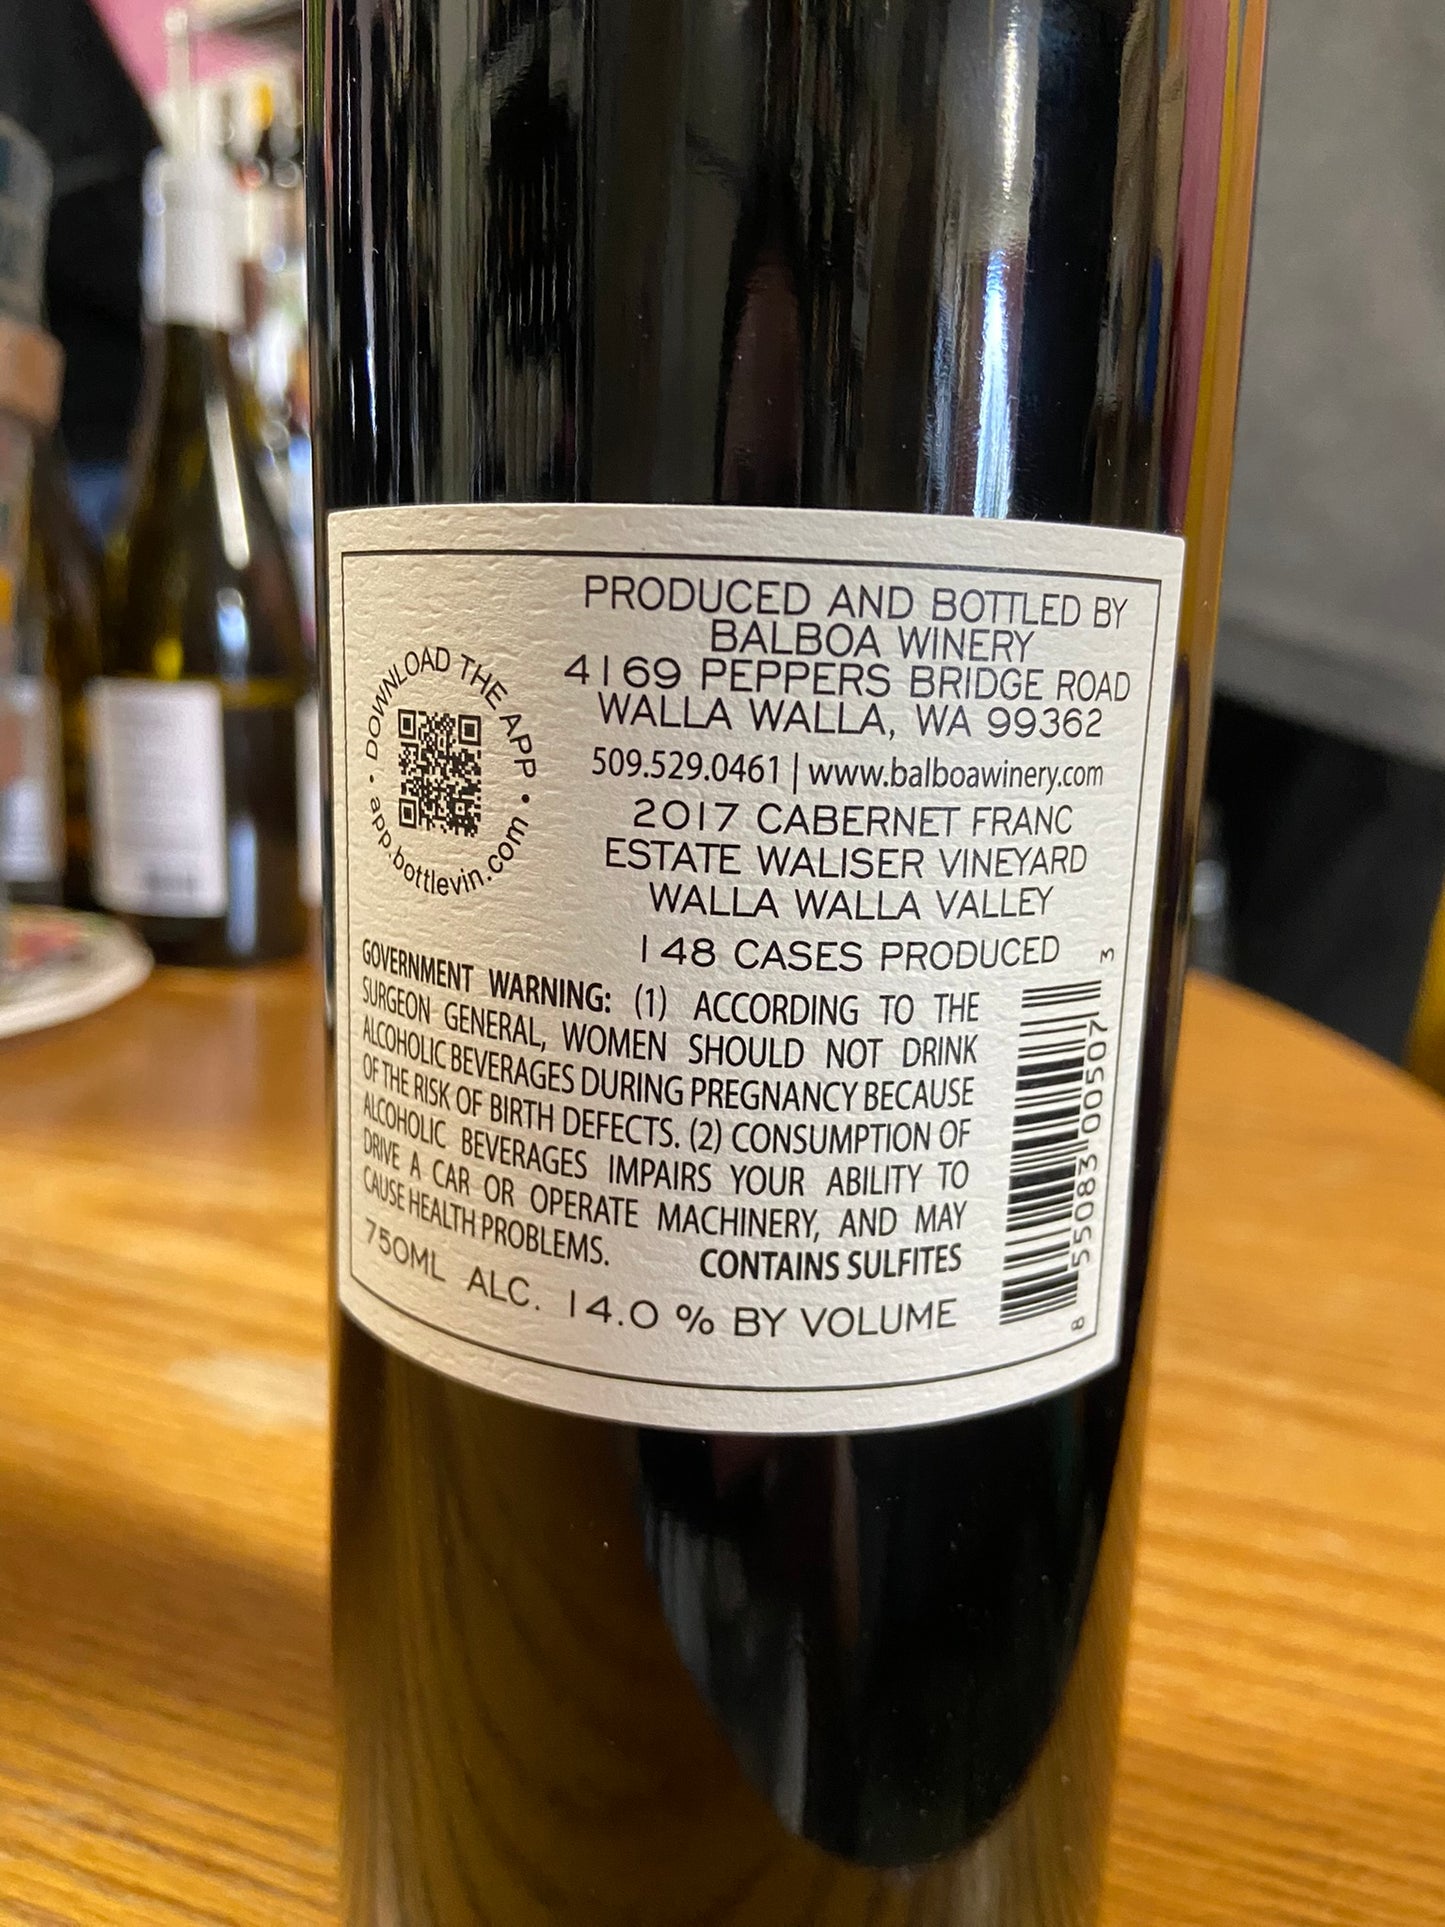 PRODUCED AND BOTTLED BY
BALBOA WINERY
4169 PEPPERS BRIDGE ROAD
WALLA WALLA, WA 99362
509.529.0461 | www.balboawinery.com
2017 CABERNET FRANC
ESTATE WALISER VINEYARD
WALLA WALLA VALLEY
148 CASES PRODUCED
• DOWNLOAD THE APP •
app.bottlevin.com
GOVERNMENT WARNING: (1) ACCORDING TO THE
SURGEON GENERAL, WOMEN SHOULD NOT DRINK
ALCOHOLIC BEVERAGES DURING PREGNANCY BECAUSE
OF THE RISK OF BIRTH DEFECTS. (2) CONSUMPTION OF
ALCOHOLIC BEVERAGES IMPAIRS YOUR ABILITY TO
DRIVE A CAR OR OPERATE MACHINERY, AND MAY
CAUSE HEALTH PROBLEMS. CONTAINS SULFITES
750ML ALC. 14.0 % BY VOLUME
8 55083 00507 3